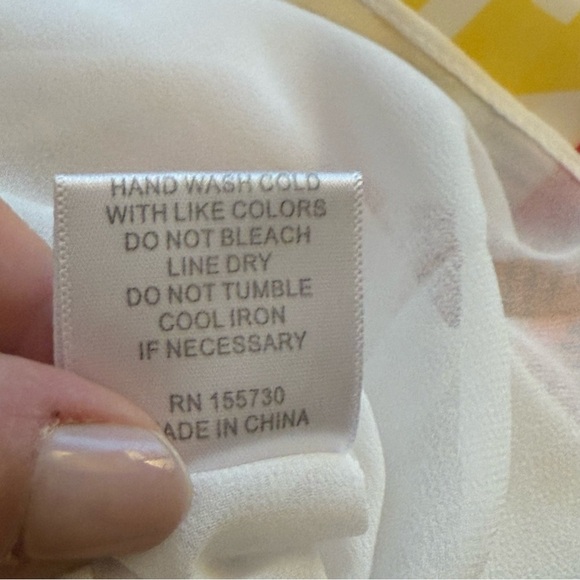 HAND WASH COLD
WITH LIKE COLORS
DO NOT BLEACH
LINE DRY
DO NOT TUMBLE
COOL IRON
IF NECESSARY
RN 155730
ADE IN CHINA